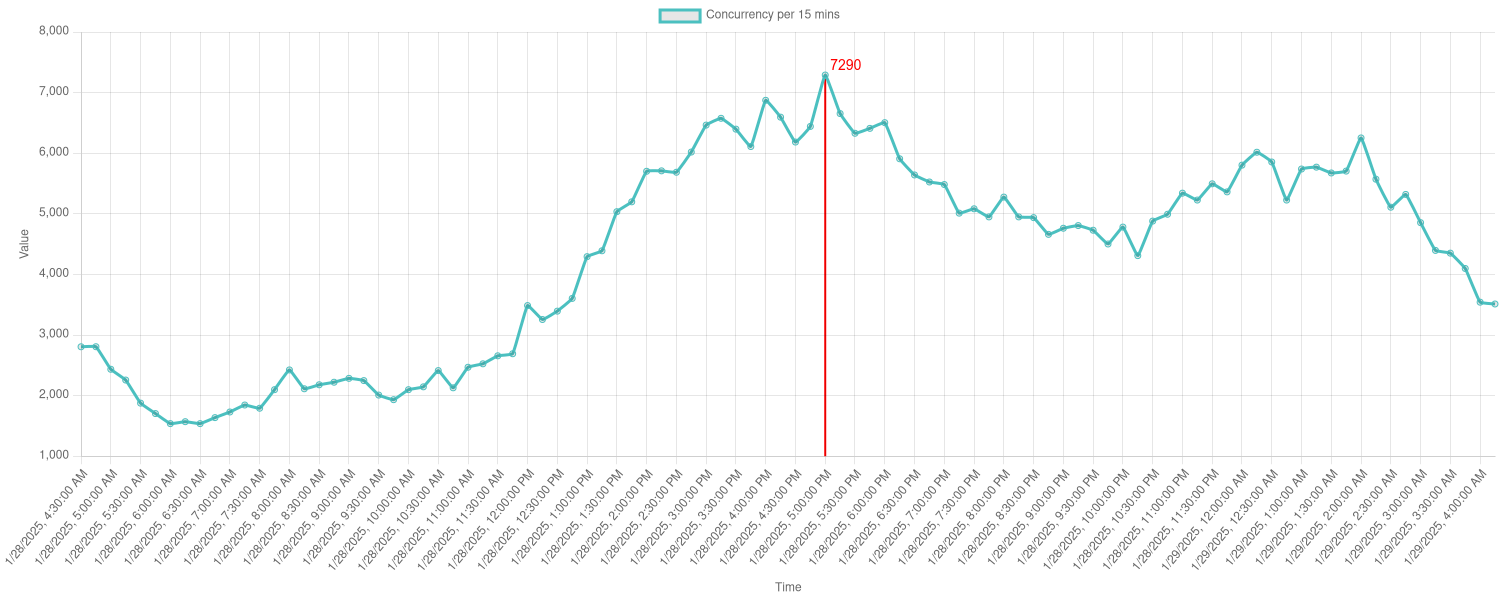 Concurrency per 15 mins
8,000
7290
7,000
6,000
5,000
Value
4,000
3,000
2,000
1,000
1/28/2025, 4:30:00 AM
1/28/2025, 5:00:00 AM
1/28/2025, 5:30:00 AM
1/28/2025, 6:00:00 AM
1/28/2025, 6:30:00 AM
1/28/2025, 7:00:00 AM
1/28/2025, 7:30:00 AM
1/28/2025, 8:00:00 AM
1/28/2025, 8:30:00 AM
1/28/2025, 9:00:00 AM
1/28/2025, 9:30:00 AM
1/28/2025, 10:00:00 AM
1/28/2025, 10:30:00 AM
1/28/2025, 11:00:00 AM
1/28/2025, 11:30:00 AM
1/28/2025, 12:00:00 PM
1/28/2025, 12:30:00 PM
1/28/2025, 1:00:00 PM
1/28/2025, 1:30:00 PM
1/28/2025, 2:00:00 PM
1/28/2025, 2:30:00 PM
1/28/2025, 3:00:00 PM
1/28/2025, 3:30:00 PM
1/28/2025, 4:00:00 PM
1/28/2025, 4:30:00 PM
1/28/2025, 5:00:00 PM
1/28/2025, 5:30:00 PM
1/28/2025, 6:00:00 PM
1/28/2025, 6:30:00 PM
1/28/2025, 7:00:00 PM
1/28/2025, 7:30:00 PM
1/28/2025, 8:00:00 PM
1/28/2025, 8:30:00 PM
1/28/2025, 9:00:00 PM
1/28/2025, 9:30:00 PM
1/28/2025, 10:00:00 PM
1/28/2025, 10:30:00 PM
1/28/2025, 11:00:00 PM
1/28/2025, 11:30:00 PM
1/29/2025, 12:00:00 AM
1/29/2025, 12:30:00 AM
1/29/2025, 1:00:00 AM
1/29/2025, 1:30:00 AM
1/29/2025, 2:00:00 AM
1/29/2025, 2:30:00 AM
1/29/2025, 3:00:00 AM
1/29/2025, 3:30:00 AM
1/29/2025, 4:00:00 AM
Time